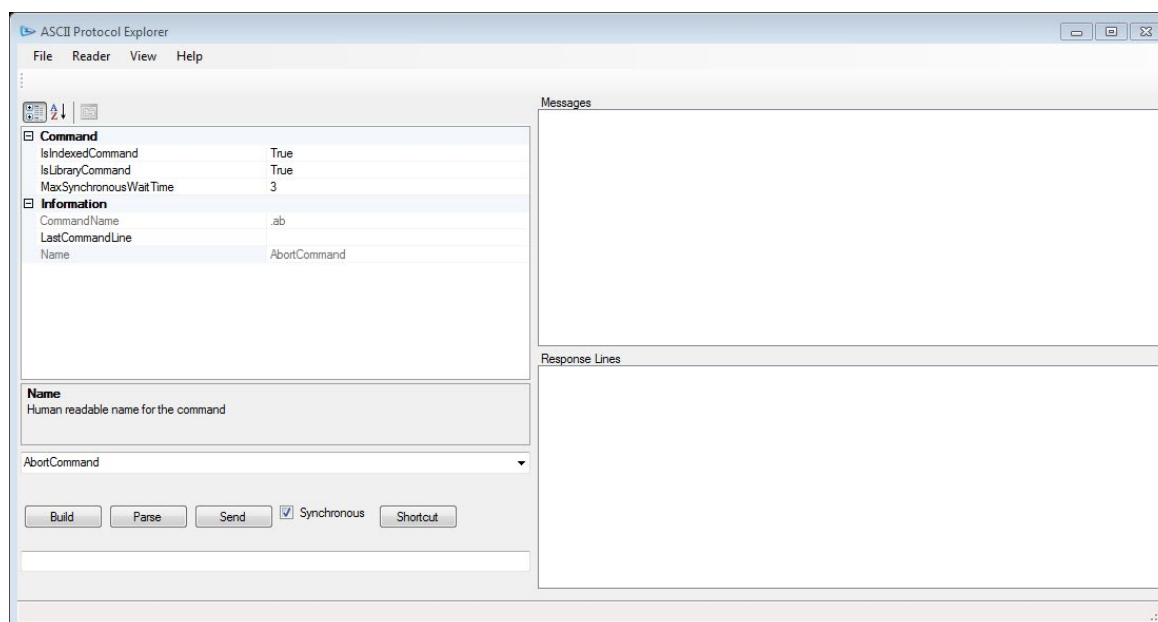 ASCII Protocol Explorer
File Reader View Help
Messages
Command
IsIndexedCommand True
IsLibraryCommand True
MaxSynchronousWaitTime 3
Information
CommandName .ab
LastCommandLine
Name AbortCommand
Response Lines
Name
Human readable name for the command
AbortCommand
Build Parse Send Synchronous Shortcut